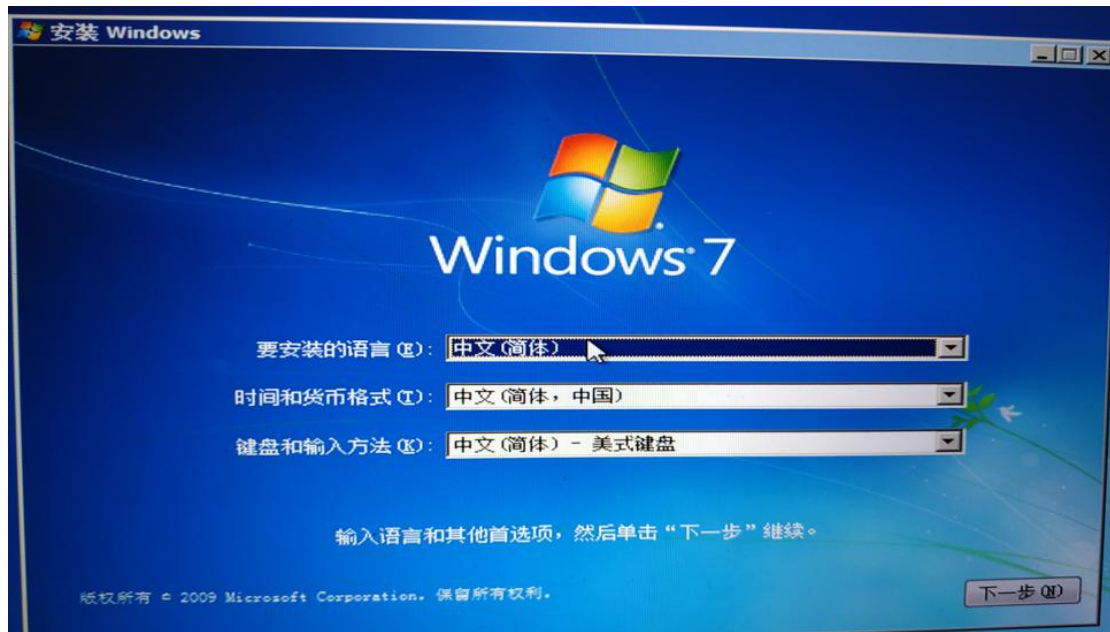 安装 Windows
Windows 7
要安装的语言(E): 中文(简体)
时间和货币格式(T): 中文(简体，中国)
键盘和输入方法(K): 中文(简体) - 美式键盘
输入语言和其他首选项，然后单击“下一步”继续。
版权所有 © 2009 Microsoft Corporation。保留所有权利。
下一步(N)